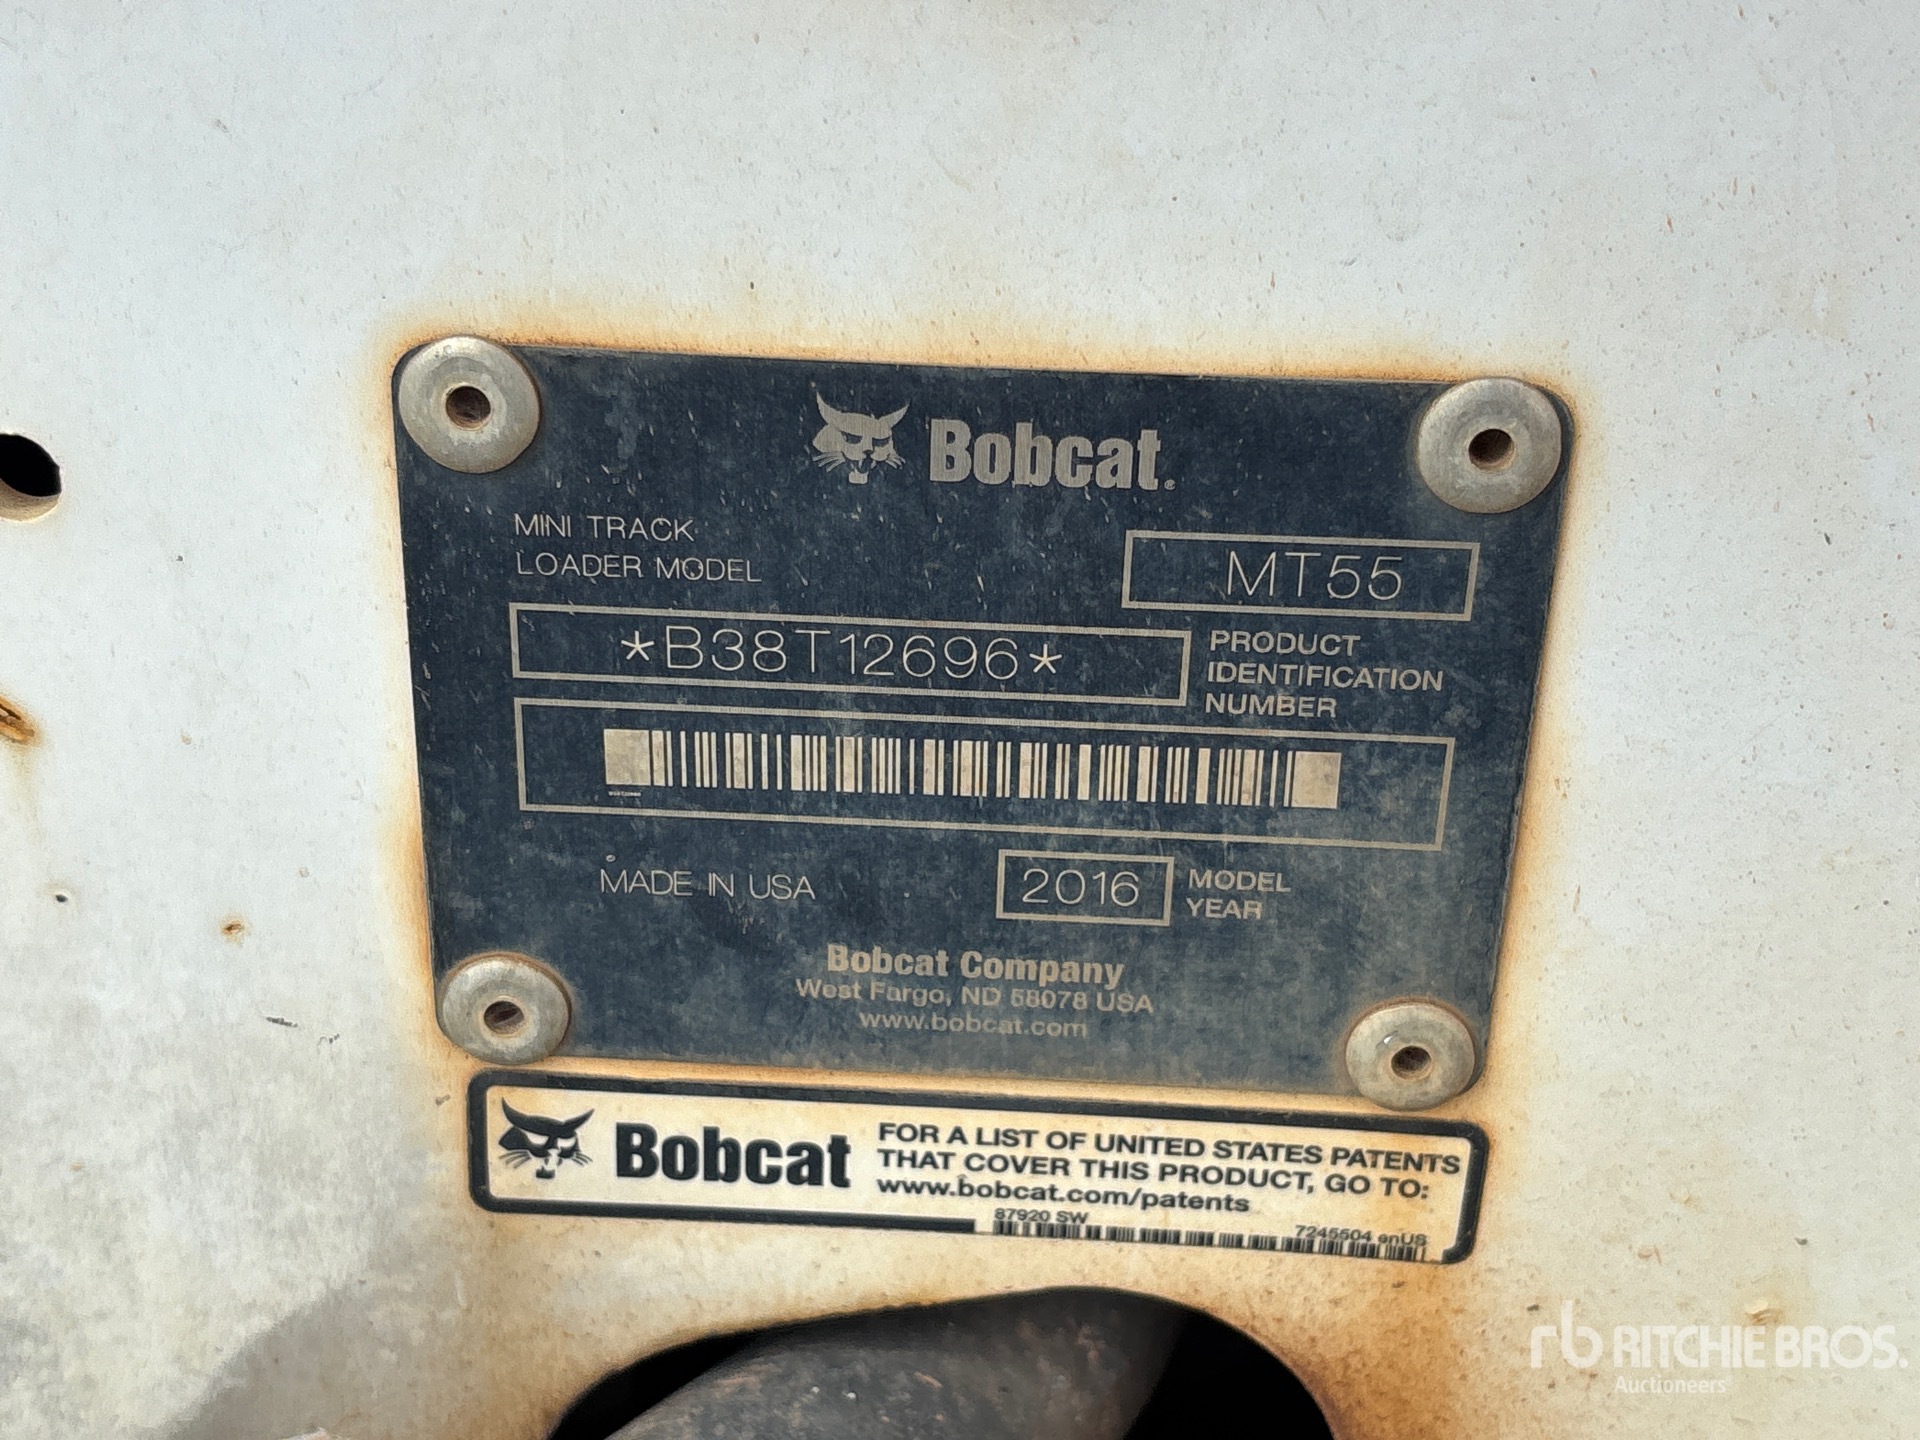 Bobcat®
MINI TRACK
LOADER MODEL
MT55
*B38T12696*
PRODUCT
IDENTIFICATION
NUMBER
MADE IN USA
2016
MODEL
YEAR
Bobcat Company
West Fargo, ND 58078 USA
www.bobcat.com
Bobcat
FOR A LIST OF UNITED STATES PATENTS
THAT COVER THIS PRODUCT, GO TO:
www.bobcat.com/patents
87920 SW
7245504 enUS
rb RITCHIE BROS.
Auctioneers